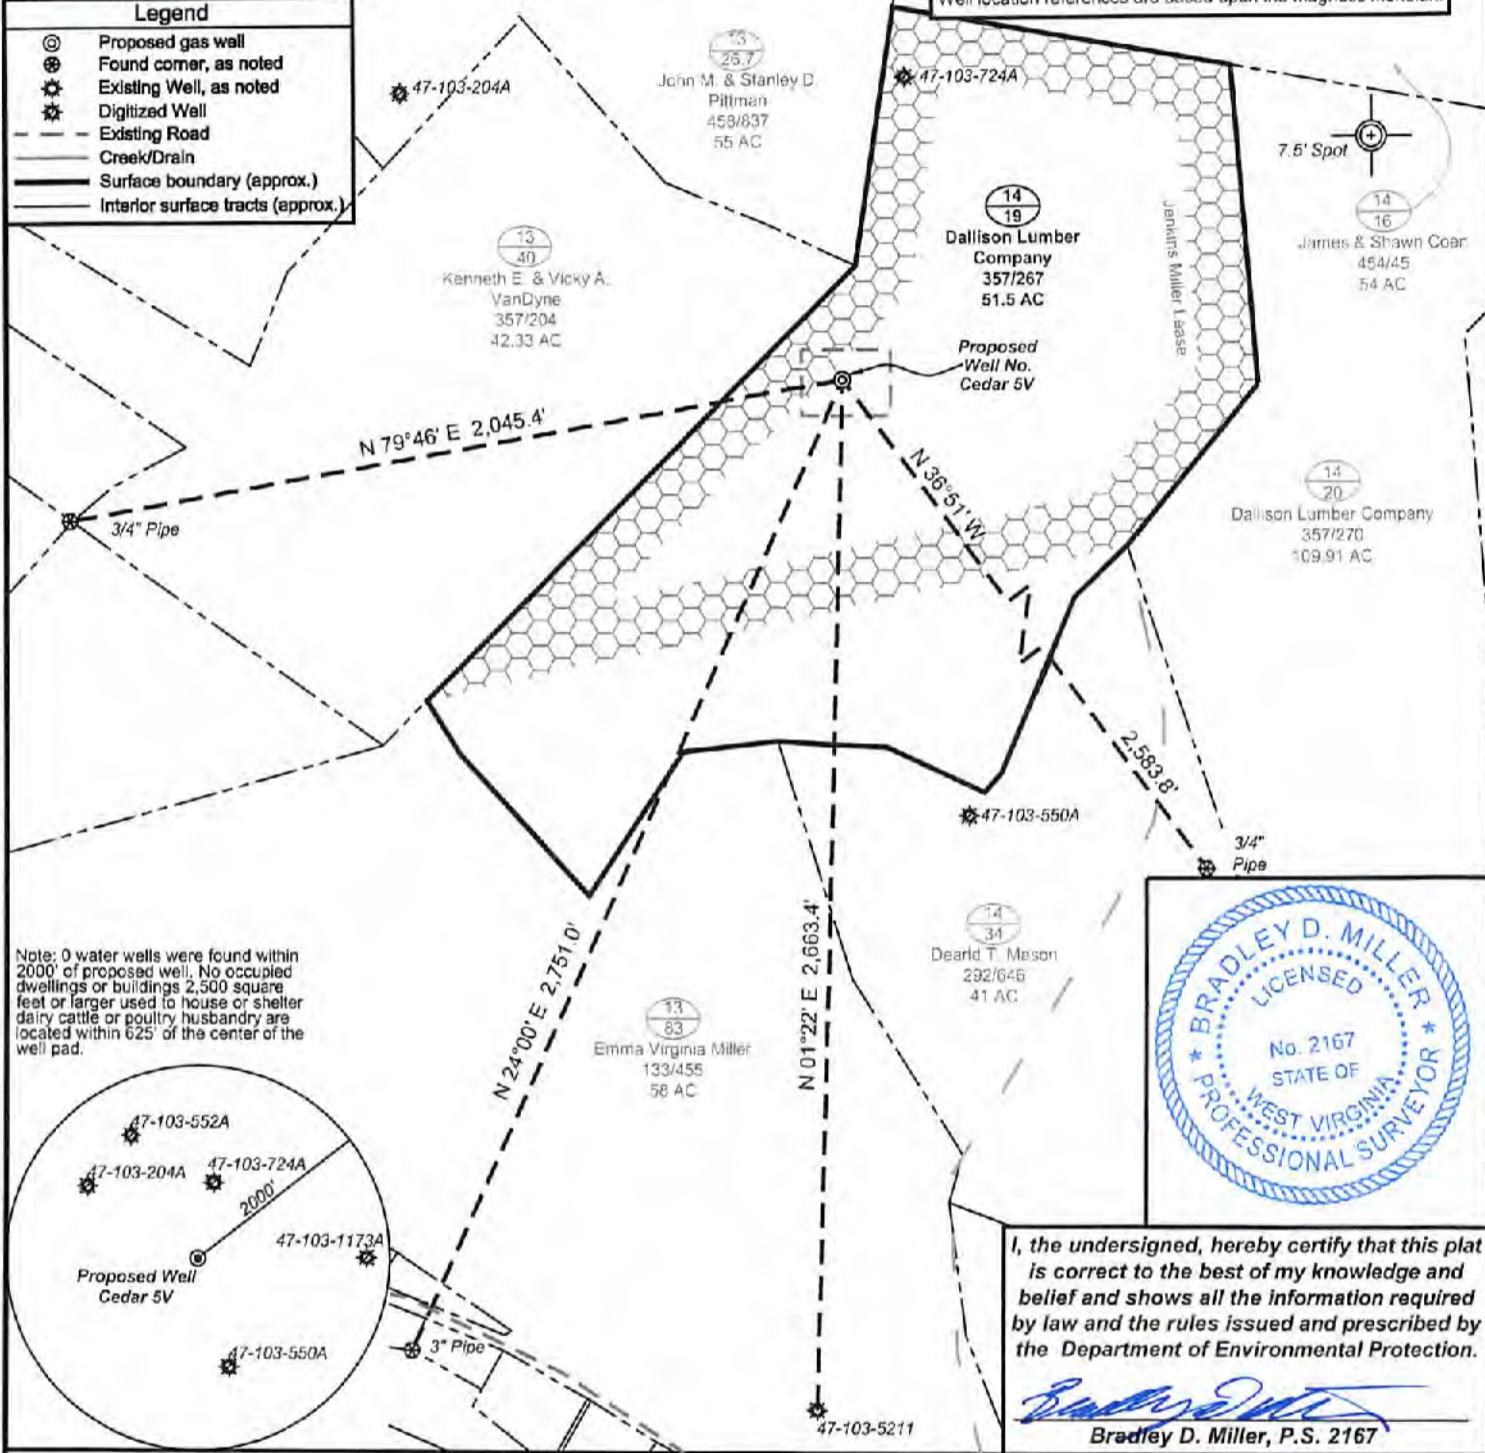 Legend
Proposed gas well
Found corner, as noted
Existing Well, as noted
Digitized Well
Existing Road
Creek/Drain
Surface boundary (approx.)
Interior surface tracts (approx.)
47-103-204A
13
26.7
John M. & Stanley D.
Pittman
458/837
55 AC
47-103-724A
7.5' Spot
14
16
James & Shawn Coen
454/45
54 AC
14
19
Dallison Lumber
Company
357/267
51.5 AC
Jenkins Miller Lease
13
40
Kenneth E. & Vicky A.
VanDyne
357/204
42.33 AC
Proposed
Well No.
Cedar 5V
N 79°46' E 2,045.4'
3/4" Pipe
N 36°51' W
2,583.8'
14
20
Dallison Lumber Company
357/270
109.91 AC
47-103-550A
3/4"
Pipe
14
34
Dearld T. Mason
292/646
41 AC
N 24°00' E 2,751.0'
N 01°22' E 2,663.4'
13
83
Emma Virginia Miller
133/455
58 AC
Note: 0 water wells were found within
2000' of proposed well. No occupied
dwellings or buildings 2,500 square
feet or larger used to house or shelter
dairy cattle or poultry husbandry are
located within 625' of the center of the
well pad.
47-103-552A
47-103-204A
47-103-724A
2000'
47-103-1173A
Proposed Well
Cedar 5V
47-103-550A
3" Pipe
47-103-5211
BRADLEY D. MILLER
LICENSED
No. 2167
STATE OF
WEST VIRGINIA
PROFESSIONAL SURVEYOR
I, the undersigned, hereby certify that this plat
is correct to the best of my knowledge and
belief and shows all the information required
by law and the rules issued and prescribed by
the Department of Environmental Protection.
Bradley D. Miller, P.S. 2167